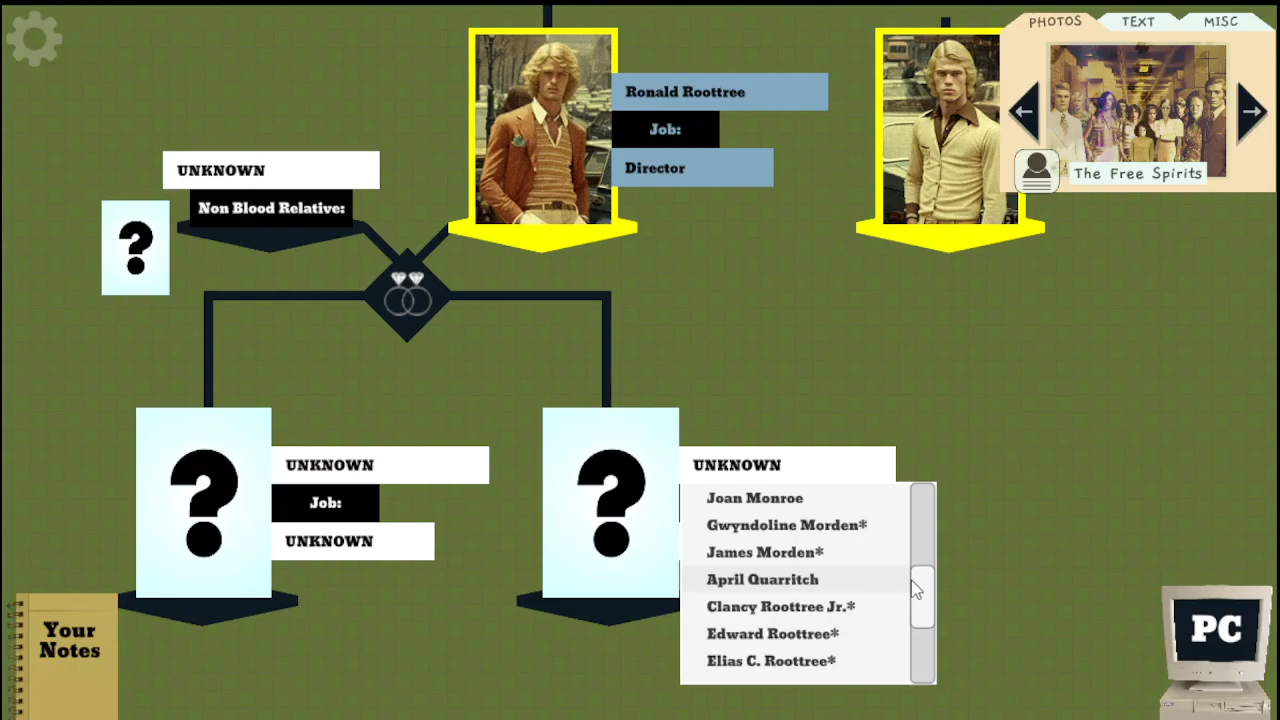 PHOTOS
TEXT
MISC
Ronald Roottree
Job:
Director
The Free Spirits
UNKNOWN
Non Blood Relative:
?
?
UNKNOWN
Job:
UNKNOWN
?
UNKNOWN
Joan Monroe
Gwyndoline Morden*
James Morden*
April Quarritch
Clancy Roottree Jr.*
Edward Roottree*
Elias C. Roottree*
Your
Notes
PC